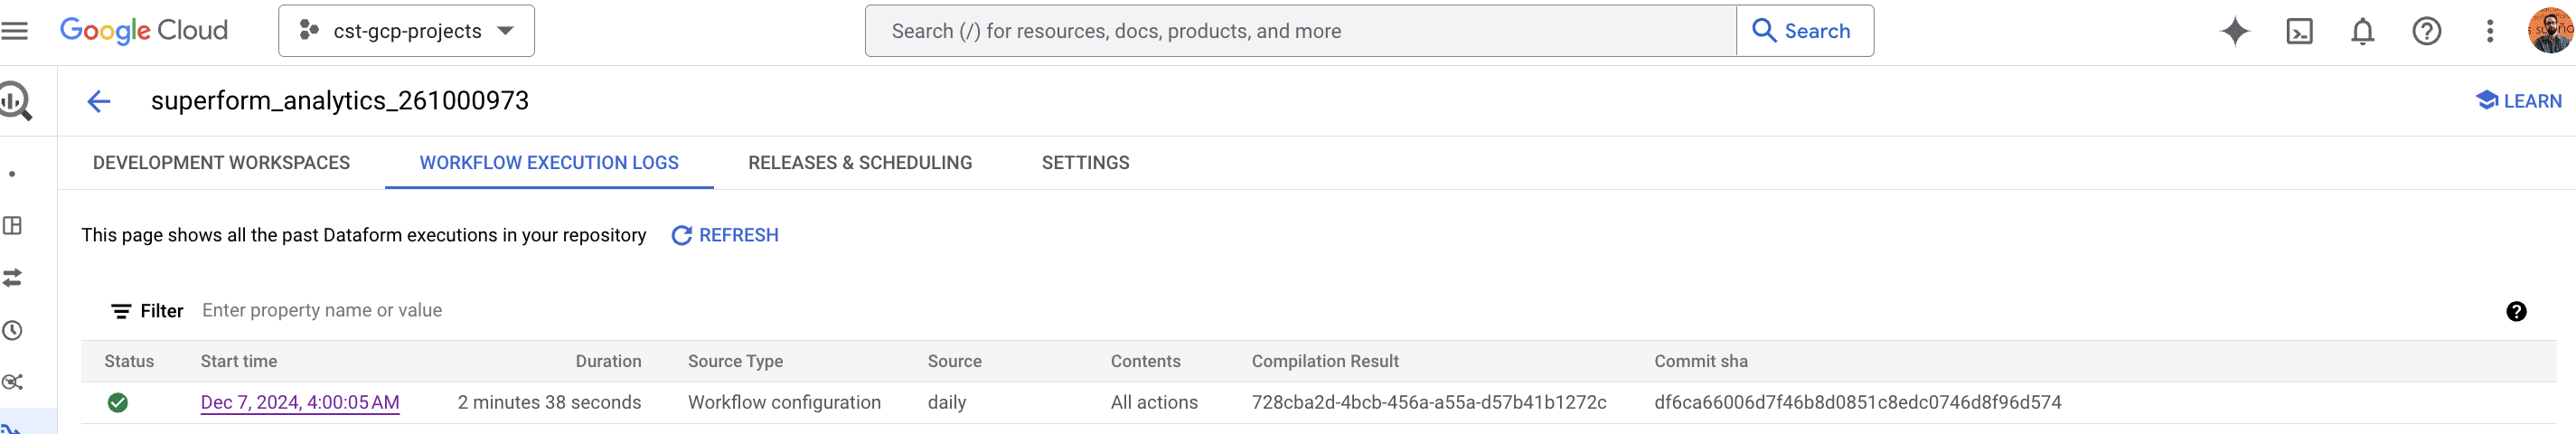 Google Cloud cst-gcp-projects Search (/) for resources, docs, products, and more Search
superform_analytics_261000973 LEARN
DEVELOPMENT WORKSPACES WORKFLOW EXECUTION LOGS RELEASES & SCHEDULING SETTINGS
This page shows all the past Dataform executions in your repository REFRESH
Filter Enter property name or value
Status Start time Duration Source Type Source Contents Compilation Result Commit sha
Dec 7, 2024, 4:00:05 AM 2 minutes 38 seconds Workflow configuration daily All actions 728cba2d-4bcb-456a-a55a-d57b41b1272c df6ca66006d7f46b8d0851c8edc0746d8f96d574